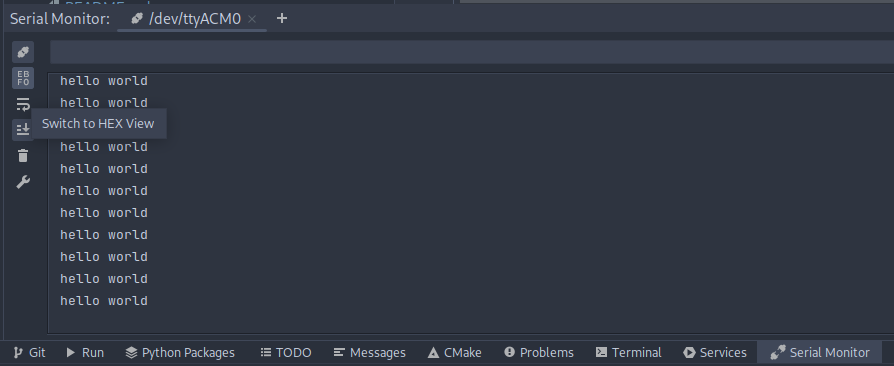 Serial Monitor: /dev/ttyACM0
EB
F0
hello world
hello world
Switch to HEX View
hello world
hello world
hello world
hello world
hello world
hello world
hello world
hello world
Git Run Python Packages TODO Messages CMake Problems Terminal Services Serial Monitor